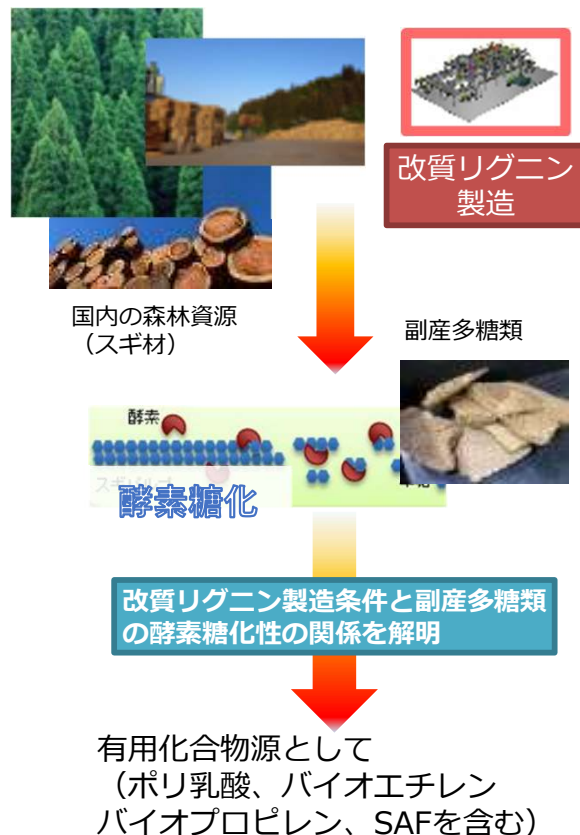 改質リグニン
製造
国内の森林資源
（スギ材）
副産多糖類
酵素
酵素糖化
改質リグニン製造条件と副産多糖類
の酵素糖化性の関係を解明
有用化合物源として
（ポリ乳酸、バイオエチレン
バイオプロピレン、SAFを含む）